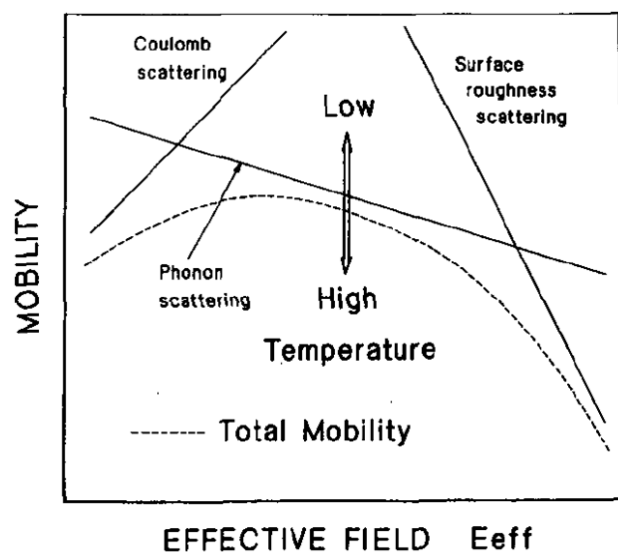 Coulomb
scattering
Surface
roughness
scattering
Low
Phonon
scattering
High
Temperature
Total Mobility
MOBILITY
EFFECTIVE FIELD Eeff